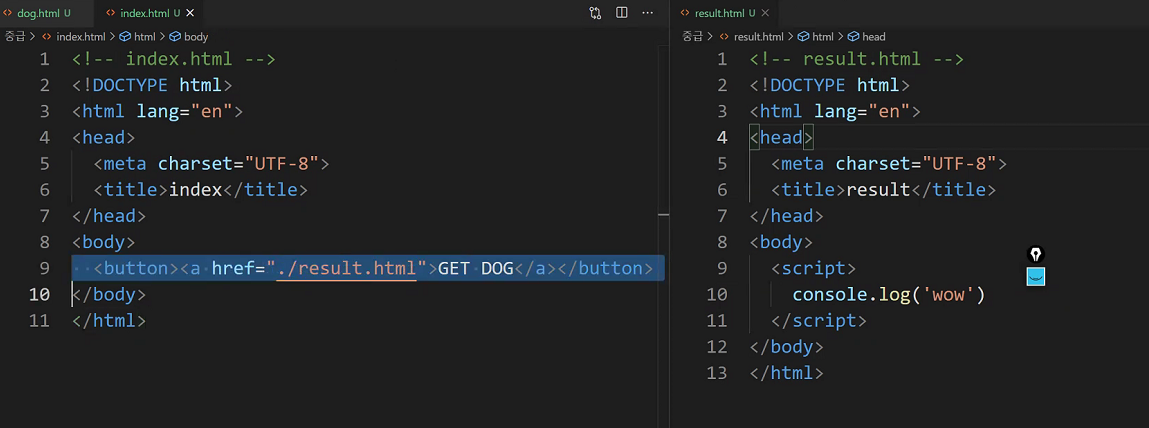 dog.html U index.html U
중급 > index.html > html > body
1 <!-- index.html -->
2 <!DOCTYPE html>
3 <html lang="en">
4 <head>
5 <meta charset="UTF-8">
6 <title>index</title>
7 </head>
8 <body>
9 <button><a href="./result.html">GET DOG</a></button>
10 </body>
11 </html>
result.html U
중급 > result.html > html > head
1 <!-- result.html -->
2 <!DOCTYPE html>
3 <html lang="en">
4 <head>
5 <meta charset="UTF-8">
6 <title>result</title>
7 </head>
8 <body>
9 <script>
10 console.log('wow')
11 </script>
12 </body>
13 </html>